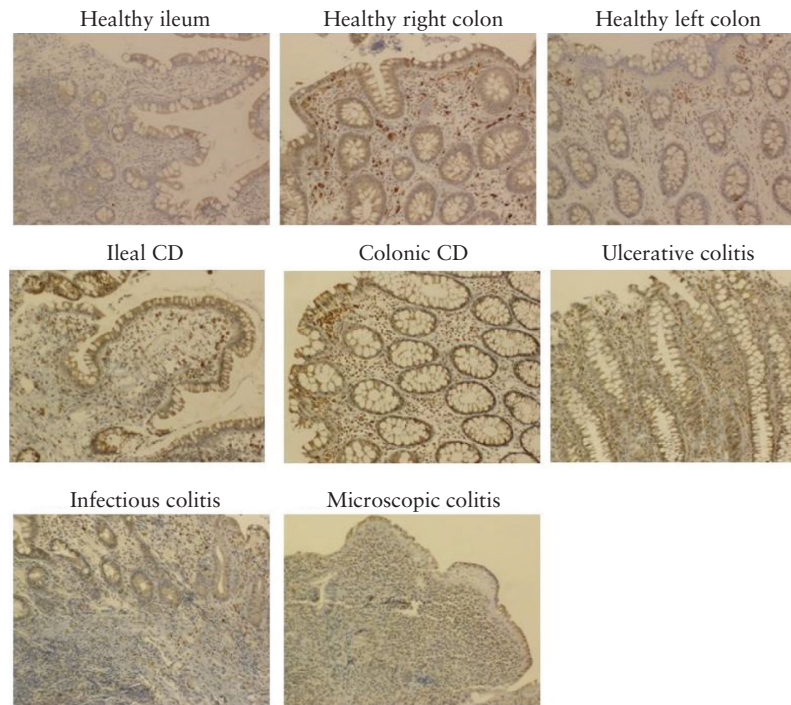 Healthy ileum
Healthy right colon
Healthy left colon
Ileal CD
Colonic CD
Ulcerative colitis
Infectious colitis
Microscopic colitis